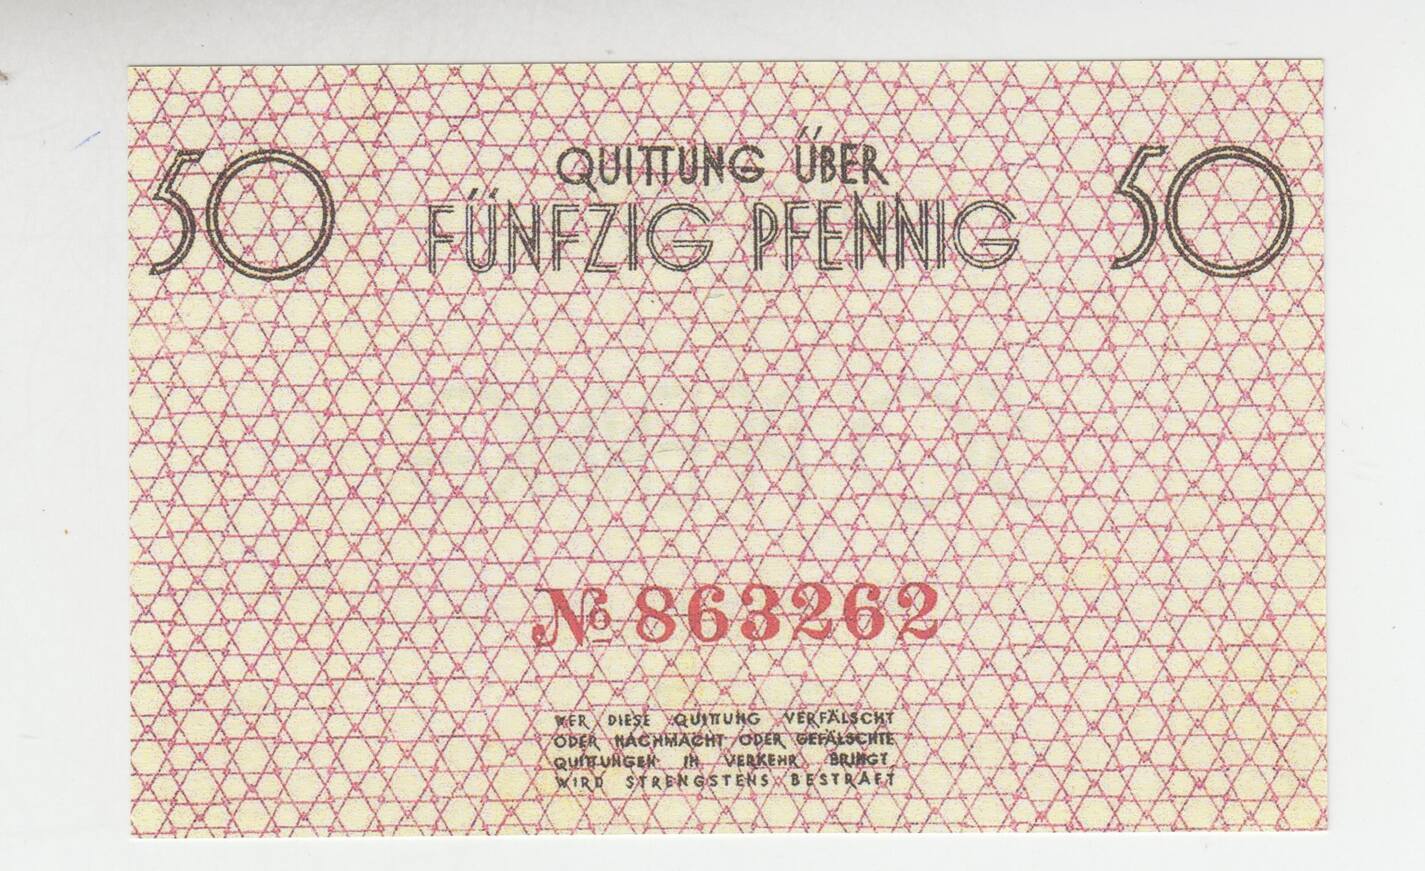 50 QUITTUNG ÜBER 50
FÜNFZIG PFENNIG
№ 863262
WER DIESE QUITTUNG VERFÄLSCHT
ODER NACHMACHT ODER GEFÄLSCHTE
QUITTUNGEN IN VERKEHR BRINGT
WIRD STRENGSTENS BESTRAFT